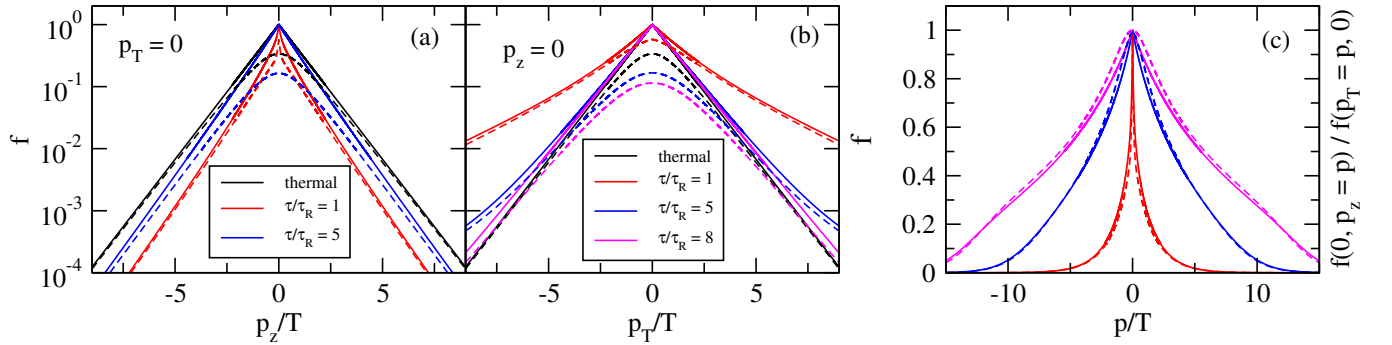 10^0
10^-1
10^-2
10^-3
10^-4
f
p_T = 0
(a)
thermal
τ/τ_R = 1
τ/τ_R = 5
-5
0
5
p_z/T
p_z = 0
(b)
thermal
τ/τ_R = 1
τ/τ_R = 5
τ/τ_R = 8
-5
0
5
p_T/T
f
1
0.8
0.6
0.4
0.2
0
(c)
-10
0
10
p/T
f(0, p_z = p) / f(p_T = p, 0)